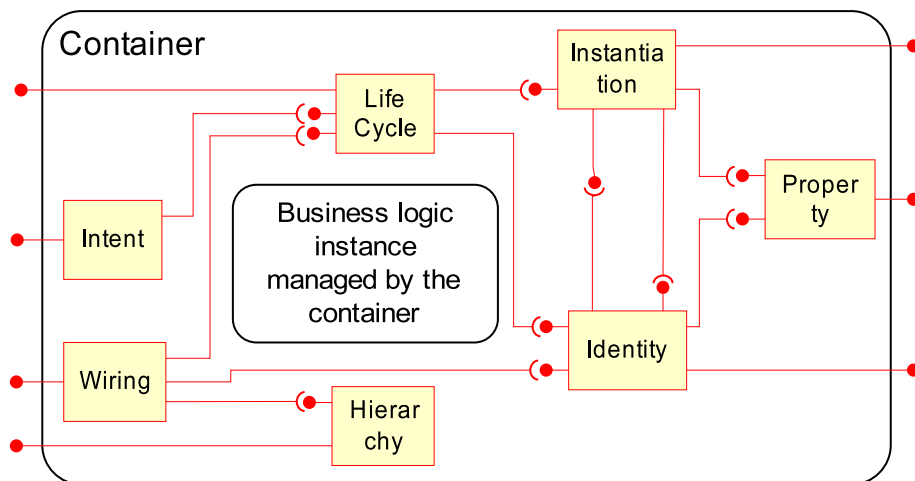 Container
Instantia
tion
Life
Cycle
Proper
ty
Business logic
instance
managed by the
container
Intent
Identity
Wiring
Hierar
chy